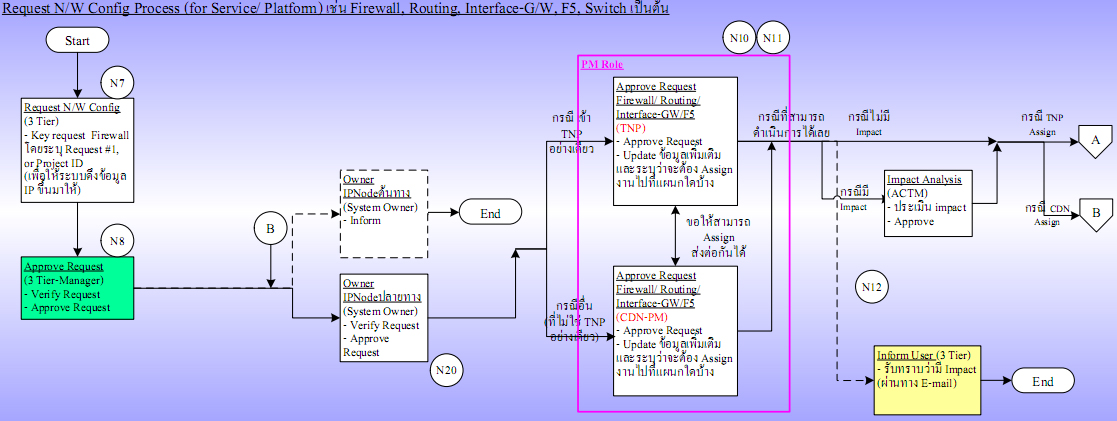 Request N/W Config Process (for Service/ Platform) เช่น Firewall, Routing, Interface-G/W, F5, Switch เป็นต้น
Start
N7
Request N/W Config
(3 Tier)
- Key request Firewall
โดยระบุ Request #1,
or Project ID
(เพื่อให้ระบบดึงข้อมูล
IP ขึ้นมาให้)
N8
Approve Request
(3 Tier-Manager)
- Verify Request
- Approve Request
B
Owner
IPNodeต้นทาง
(System Owner)
- Inform
End
Owner
IPNodeปลายทาง
(System Owner)
- Verify Request
- Approve
Request
N20
กรณี เข้า
TNP
อย่างเดียว
กรณีอื่น
(ที่ไม่ใช่ TNP
อย่างเดียว)
N10
N11
PM Role
Approve Request
Firewall/ Routing/
Interface-GW/F5
(TNP)
- Approve Request
- Update ข้อมูลเพิ่มเติม
และระบุว่าจะต้อง Assign
งานไปที่แผนกใดบ้าง
ขอให้สามารถ
Assign
ส่งต่อกันได้
Approve Request
Firewall/ Routing/
Interface-GW/F5
(CDN-PM)
- Approve Request
- Update ข้อมูลเพิ่มเติม
และระบุว่าจะต้อง Assign
งานไปที่แผนกใดบ้าง
กรณีที่สามารถ
ดำเนินการได้เลย
กรณีไม่มี
Impact
กรณีมี
Impact
Impact Analysis
(ACTM)
- ประเมิน impact
- Approve
กรณี TNP
Assign
A
กรณี CDN
Assign
B
N12
Inform User (3 Tier)
- รับทราบว่ามี Impact
(ผ่านทาง E-mail)
End